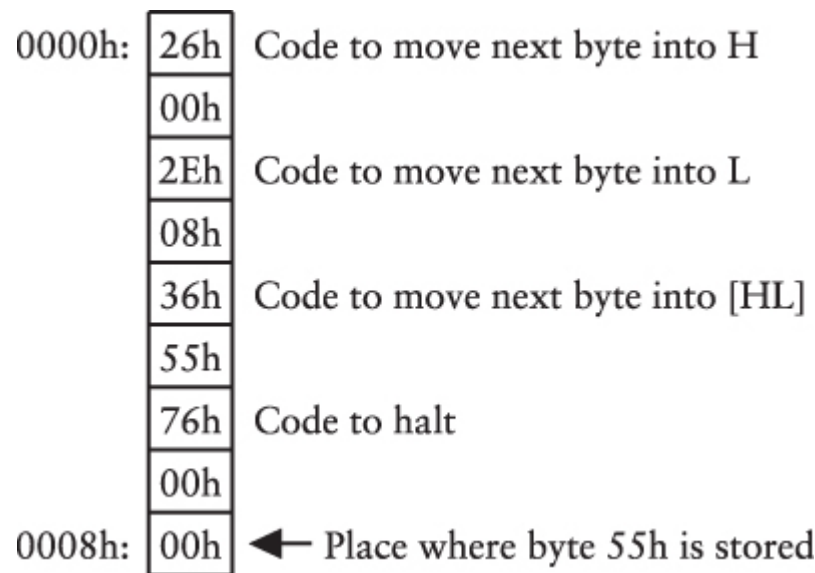 0000h: 26h Code to move next byte into H
00h
2Eh Code to move next byte into L
08h
36h Code to move next byte into [HL]
55h
76h Code to halt
00h
0008h: 00h Place where byte 55h is stored